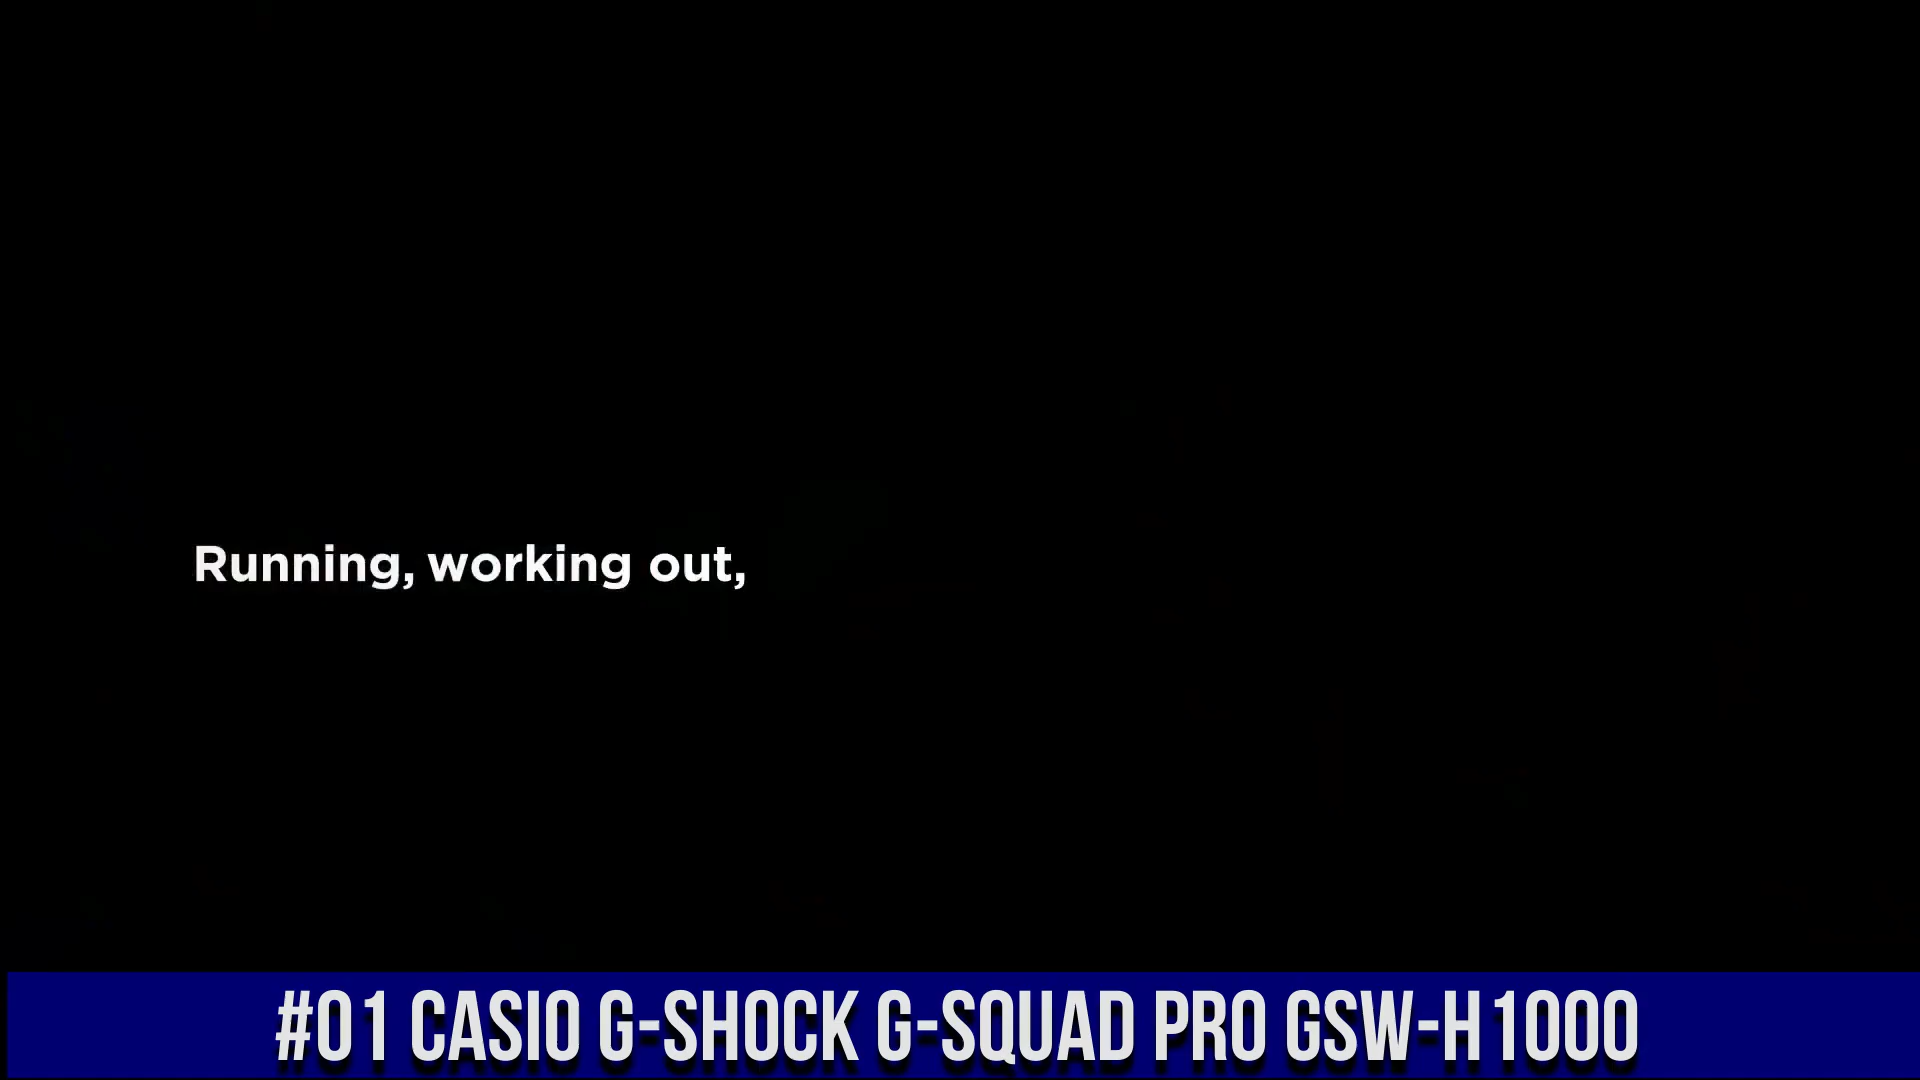 Running, working out,
#01 CASIO G-SHOCK G-SQUAD PRO GSW-H1000